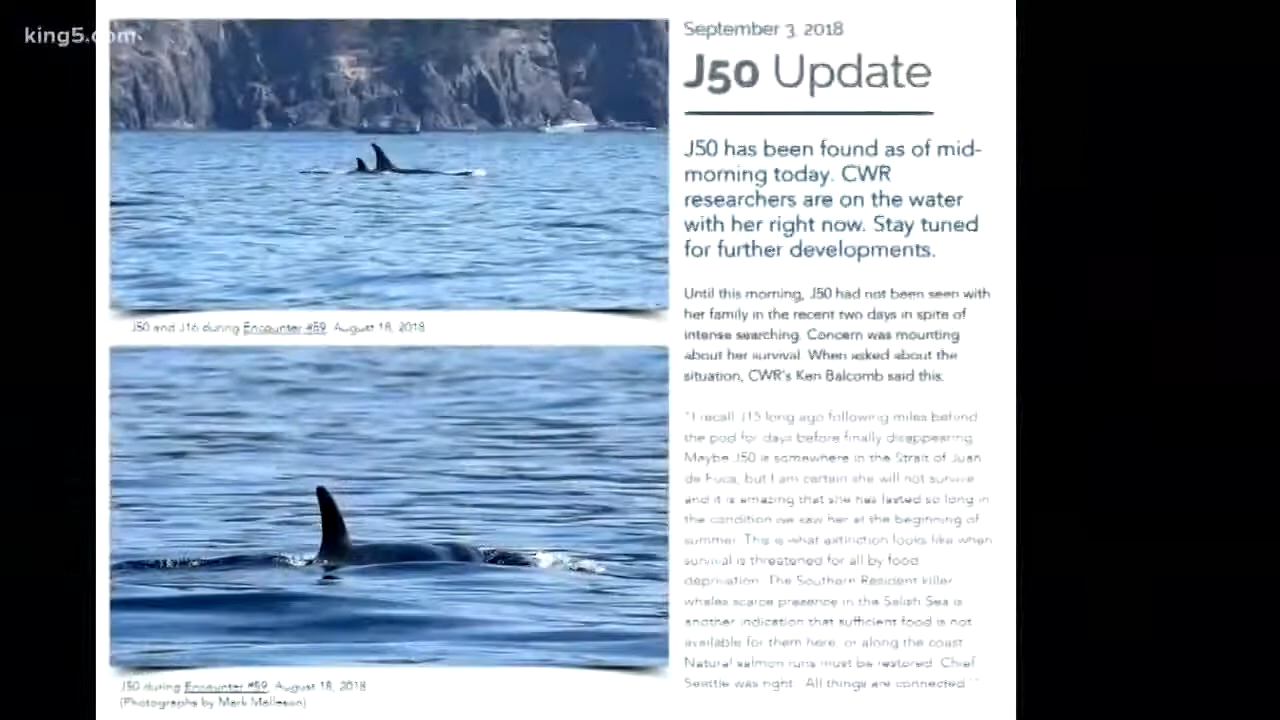 king5.com
September 3, 2018
J50 Update
J50 has been found as of mid-
morning today. CWR
researchers are on the water
with her right now. Stay tuned
for further developments.
Until this morning, J50 had not been seen with
her family in the recent two days in spite of
intense searching. Concern was mounting
about her survival. When asked about the
situation, CWR's Ken Balcomb said this:
"I recall J15 long ago following miles behind
the pod for days before finally disappearing.
Maybe J50 is somewhere in the Strait of Juan
de Fuca, but I am certain she will not survive
and it is amazing that she has lasted so long in
the condition we saw her at the beginning of
summer. This is what extinction looks like when
survival is threatened for all by food
deprivation. The Southern Resident killer
whales scarce presence in the Salish Sea is
another indication that sufficient food is not
available for them here, or along the coast.
Natural salmon runs must be restored. Chief
Seattle was right: All things are connected."
J50 and J16 during Encounter #59, August 18, 2018
J50 during Encounter #59, August 18, 2018
(Photographs by Mark Malleson)